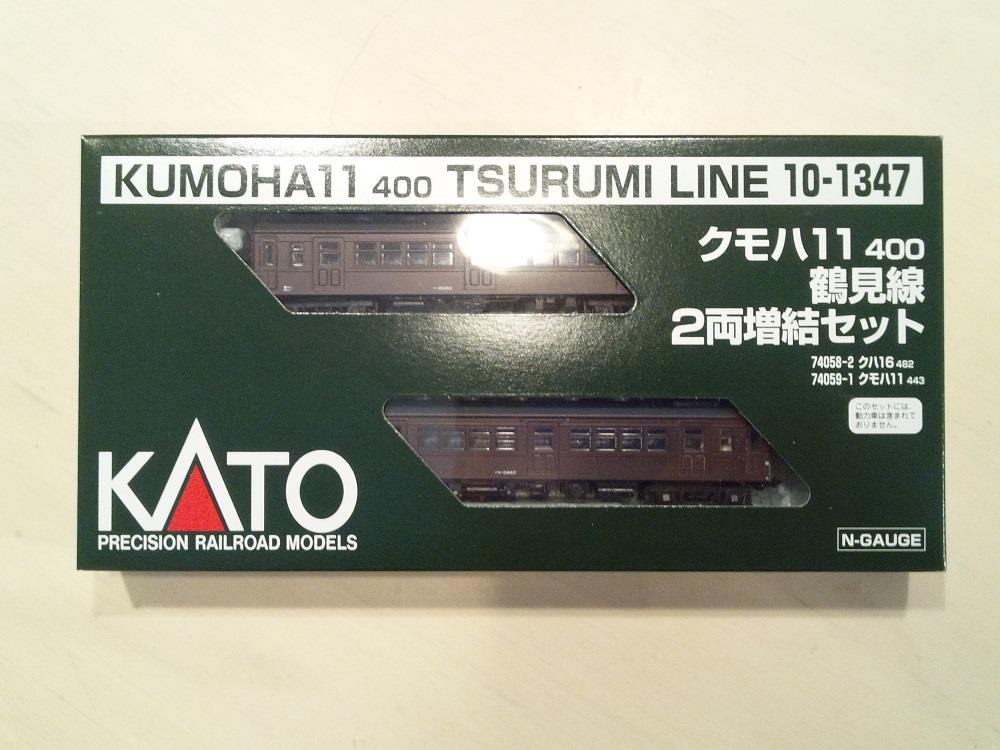 KUMOHA11 400 TSURUMI LINE 10-1347
クモハ11 400
鶴見線
2両増結セット
74058-2 クハ16 482
74059-1 クモハ11 443
このセットには、
動力車は含まれて
おりません。
KATO
PRECISION RAILROAD MODELS
N-GAUGE